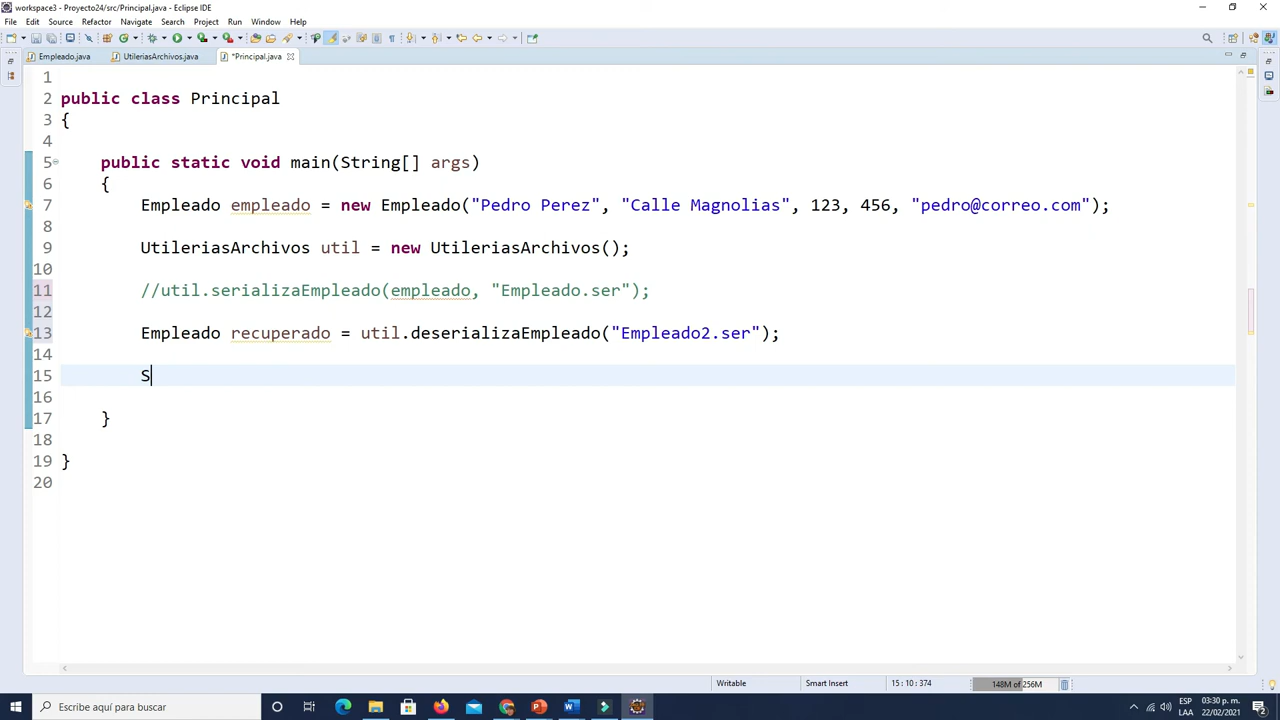 workspace3 - Proyecto24/src/Principal.java - Eclipse IDE
File Edit Source Refactor Navigate Search Project Run Window Help
Empleado.java UtileriasArchivos.java *Principal.java
1
2 public class Principal
3 {
4
5 public static void main(String[] args)
6 {
7 Empleado empleado = new Empleado("Pedro Perez", "Calle Magnolias", 123, 456, "pedro@correo.com");
8
9 UtileriasArchivos util = new UtileriasArchivos();
10
11 //util.serializaEmpleado(empleado, "Empleado.ser");
12
13 Empleado recuperado = util.deserializaEmpleado("Empleado2.ser");
14
15 S
16
17 }
18
19 }
20
Writable Smart Insert 15 : 10 : 374 148M of 256M
Escribe aquí para buscar
ESP 03:30 p. m.
LAA 22/02/2021 2